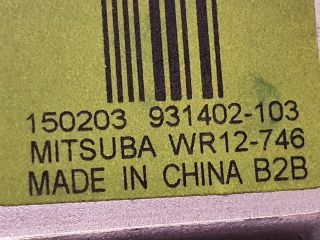 150203 931402-103
MITSUBA WR12-746
MADE IN CHINA B2B